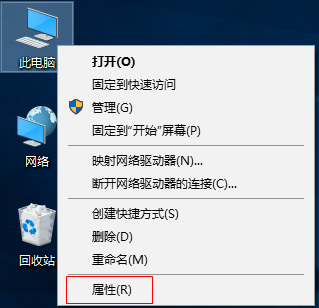 此电脑
打开(O)
固定到快速访问
管理(G)
固定到"开始"屏幕(P)
网络
映射网络驱动器(N)...
断开网络驱动器的连接(C)...
创建快捷方式(S)
删除(D)
重命名(M)
回收站
属性(R)